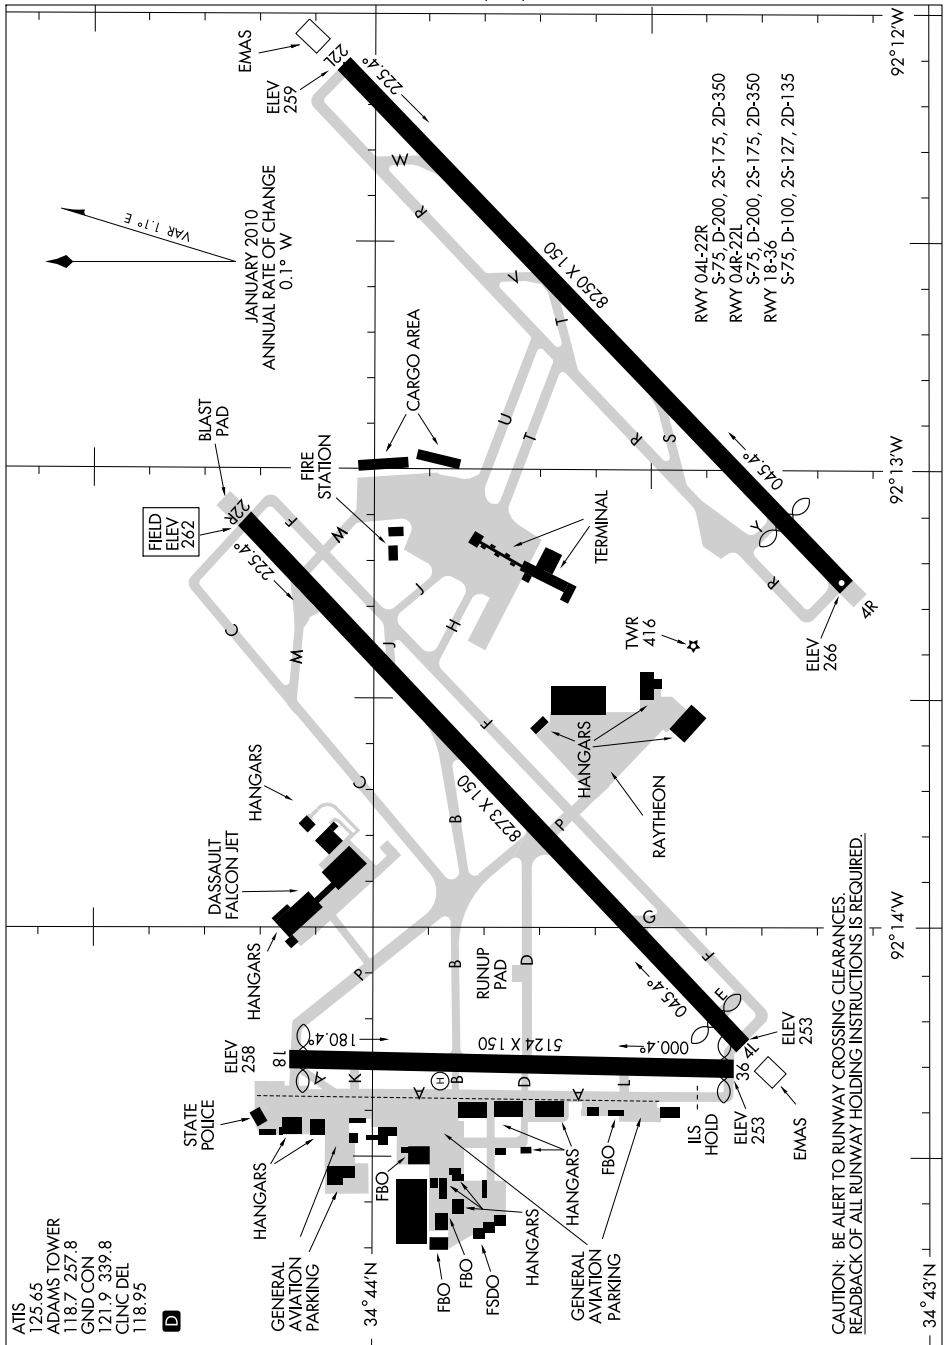 ATIS
125.65
ADAMS TOWER
118.7 257.8
GND CON
121.9 339.8
CLNC DEL
118.95
D
JANUARY 2010
ANNUAL RATE OF CHANGE
0.1° W
VAR 1.1° E
EMAS
ELEV
259
22L
225.4°
92°12'W
W
R
V
T
8250 X 150
RWY 04L-22R
S-75, D-200, 2S-175, 2D-350
RWY 04R-22L
S-75, D-200, 2S-175, 2D-350
RWY 18-36
S-75, D-100, 2S-127, 2D-135
BLAST
PAD
FIELD
ELEV
262
22R
225.4°
FIRE
STATION
CARGO AREA
U
T
R
S
045.4°
92°13'W
F
M
J
H
TERMINAL
Y
R
4R
ELEV
266
TWR
416
C
M
J
F
HANGARS
RAYTHEON
HANGARS
DASSAULT
FALCON JET
C
B
8273 X 150
P
HANGARS
P
B
RUNUP
PAD
D
G
F
E
045.4°
4L
ELEV
253
92°14'W
ELEV
258
18
180.4°
5124 X 150
000.4°
36
A
K
A
H
B
D
A
L
ILS
HOLD
ELEV
253
EMAS
STATE
POLICE
HANGARS
GENERAL
AVIATION
PARKING
FBO
FBO
FBO
FSDO
HANGARS
HANGARS
FBO
GENERAL
AVIATION
PARKING
34°44'N
34°43'N
CAUTION: BE ALERT TO RUNWAY CROSSING CLEARANCES.
READBACK OF ALL RUNWAY HOLDING INSTRUCTIONS IS REQUIRED.